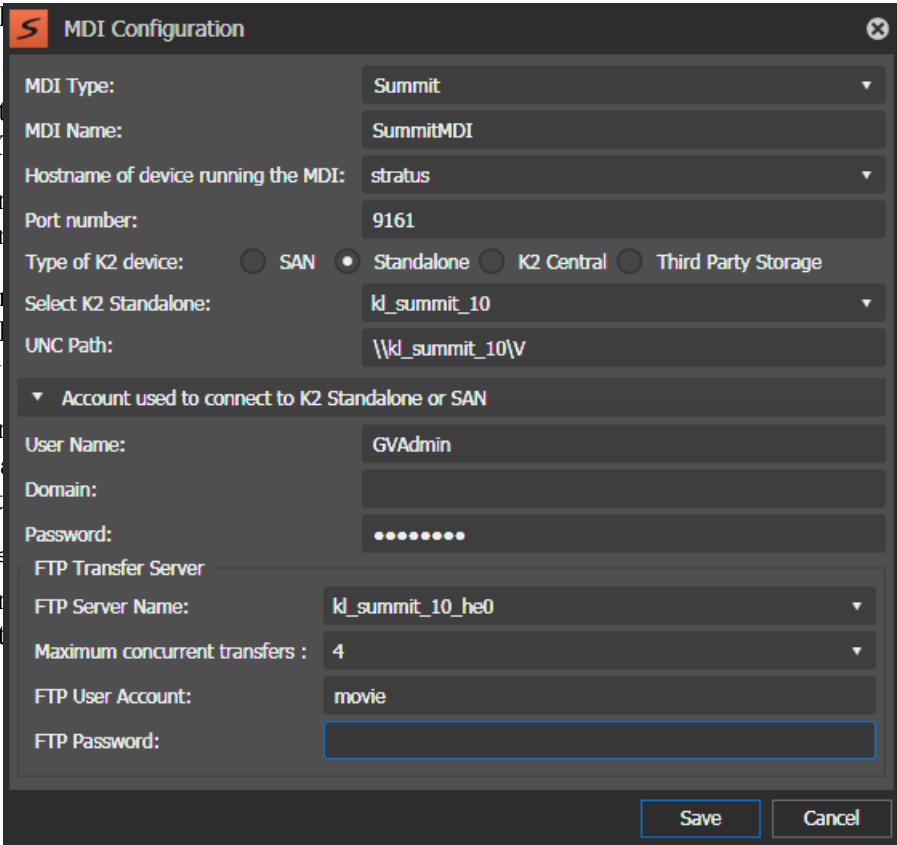 MDI Configuration
MDI Type: Summit
MDI Name: SummitMDI
Hostname of device running the MDI: stratus
Port number: 9161
Type of K2 device: SAN Standalone K2 Central Third Party Storage
Select K2 Standalone: kl_summit_10
UNC Path: \\kl_summit_10\V
Account used to connect to K2 Standalone or SAN
User Name: GVAdmin
Domain:
Password: ●●●●●●●●
FTP Transfer Server
FTP Server Name: kl_summit_10_he0
Maximum concurrent transfers : 4
FTP User Account: movie
FTP Password:
Save Cancel